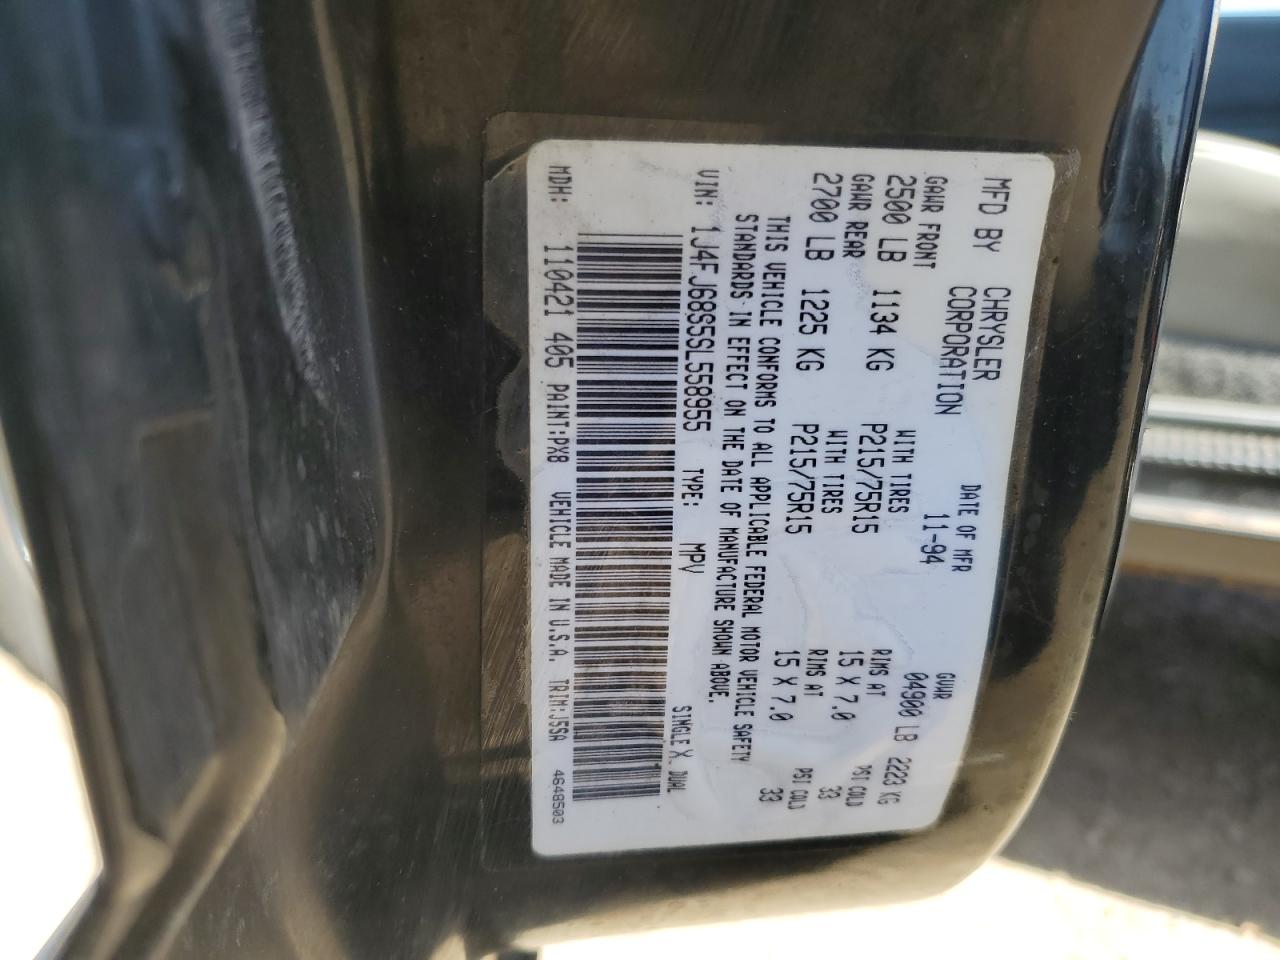 MFD BY CHRYSLER CORPORATION DATE OF MFR 11-94 GVWR 04900 LB 2223 KG
GAWR FRONT WITH TIRES RIMS AT PSI COLD
2500 LB 1134 KG P215/75R15 15 X 7.0 33
GAWR REAR WITH TIRES RIMS AT PSI COLD
2700 LB 1225 KG P215/75R15 15 X 7.0 33
THIS VEHICLE CONFORMS TO ALL APPLICABLE FEDERAL MOTOR VEHICLE SAFETY
STANDARDS IN EFFECT ON THE DATE OF MANUFACTURE SHOWN ABOVE.
VIN: 1J4FJ68S5SL558955 TYPE: MPV SINGLE X DUAL
MDH: 110421 405 PAINT:PX8 VEHICLE MADE IN U.S.A. TRIM:J5SA 4648503